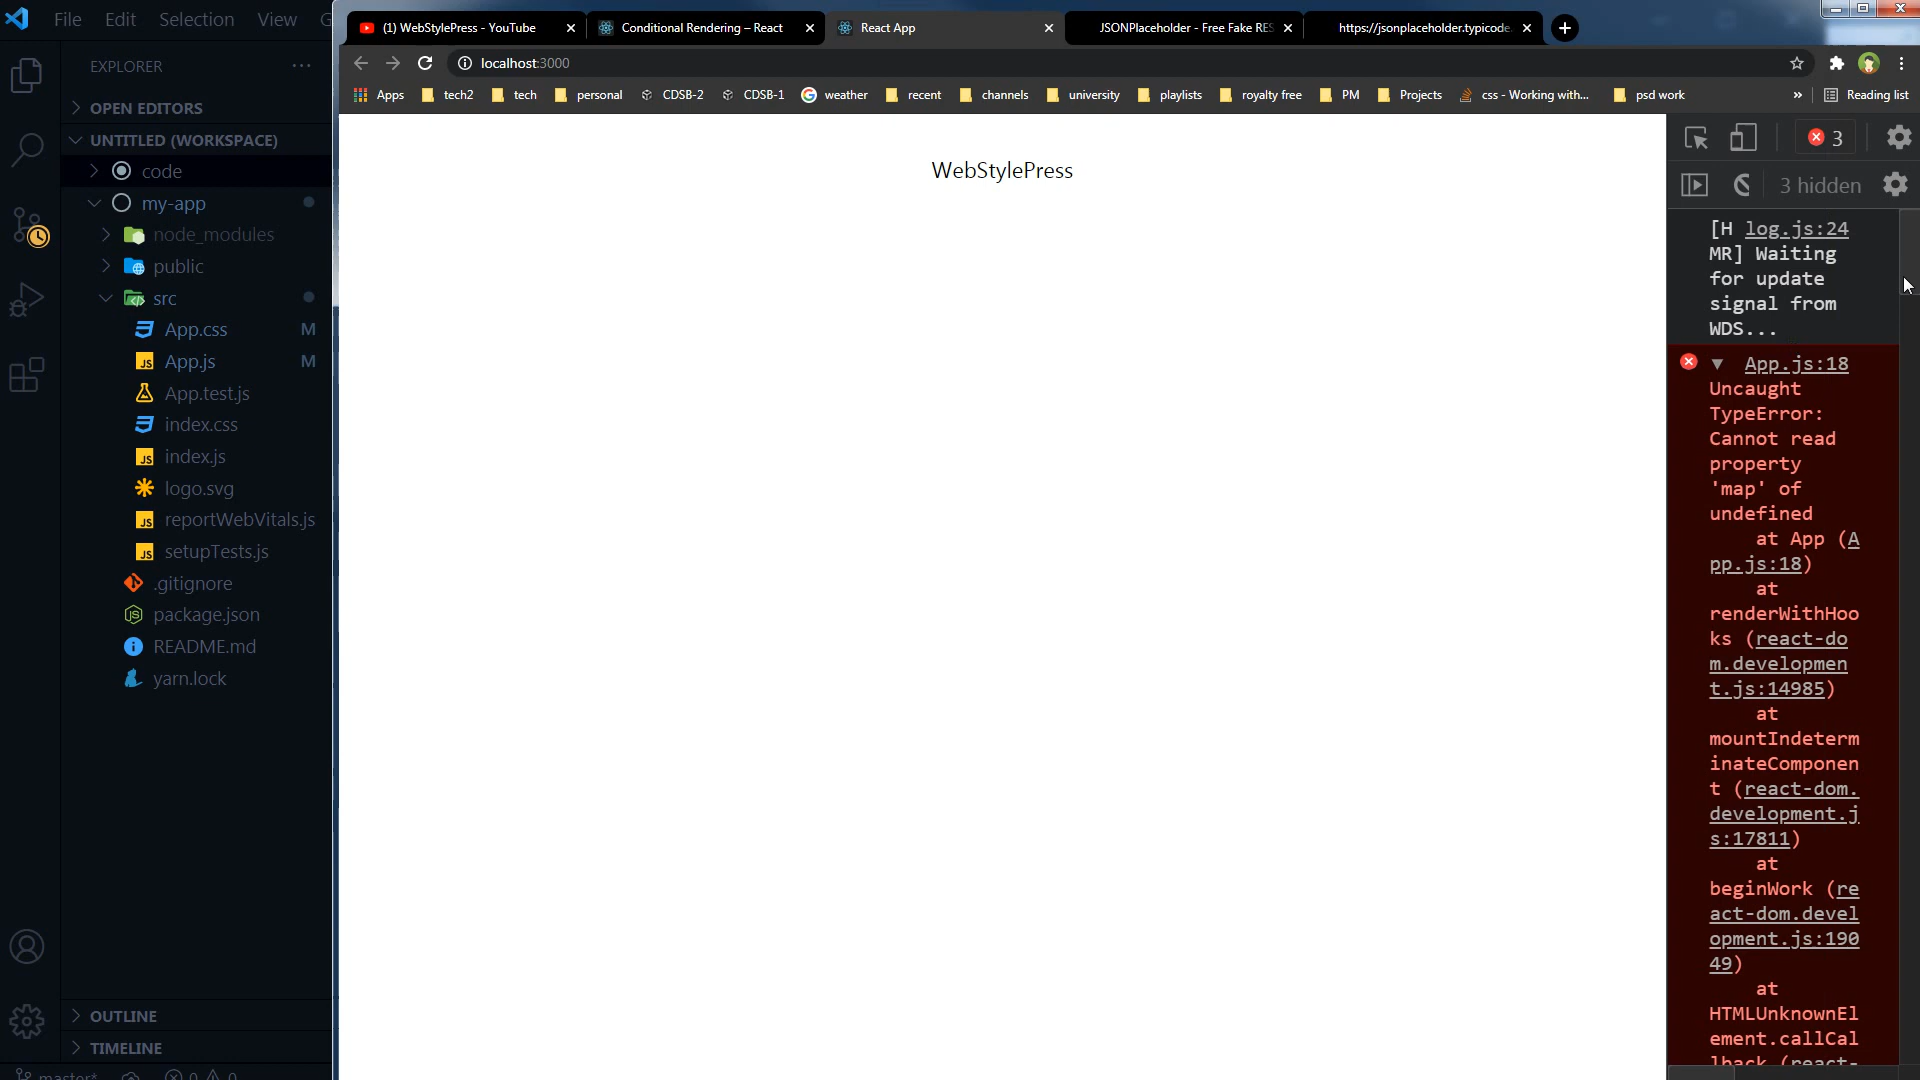 File Edit Selection View G
EXPLORER ...
OPEN EDITORS
UNTITLED (WORKSPACE)
code
my-app
node_modules
public
src
App.css M
App.js M
App.test.js
index.css
index.js
logo.svg
reportWebVitals.js
setupTests.js
.gitignore
package.json
README.md
yarn.lock
OUTLINE
TIMELINE
master* 0 0
(1) WebStylePress - YouTube
Conditional Rendering – React
React App
JSONPlaceholder - Free Fake RES
https://jsonplaceholder.typicode.
localhost:3000
Apps tech2 tech personal CDSB-2 CDSB-1 weather recent channels university playlists royalty free PM Projects css - Working with... psd work » Reading list
WebStylePress
3
3 hidden
[H log.js:24
MR] Waiting
for update
signal from
WDS...
App.js:18
Uncaught
TypeError:
Cannot read
property
'map' of
undefined
at App (A
pp.js:18)
at
renderWithHoo
ks (react-do
m.developmen
t.js:14985)
at
mountIndeterm
inateComponen
t (react-dom.
development.j
s:17811)
at
beginWork (re
act-dom.devel
opment.js:190
49)
at
HTMLUnknownEl
ement.callCal
lback (react-